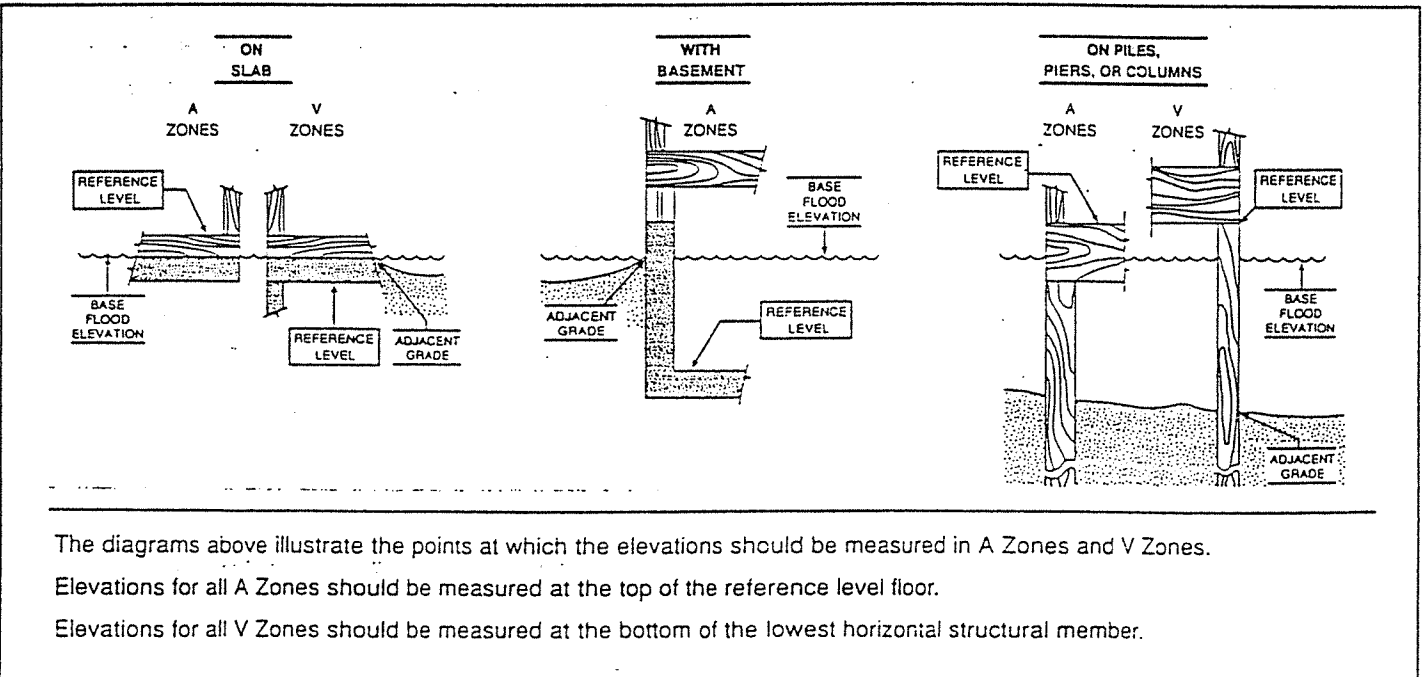 ON
SLAB
A
ZONES
V
ZONES
REFERENCE
LEVEL
BASE
FLOOD
ELEVATION
REFERENCE
LEVEL
ADJACENT
GRADE
WITH
BASEMENT
A
ZONES
BASE
FLOOD
ELEVATION
ADJACENT
GRADE
REFERENCE
LEVEL
ON PILES,
PIERS, OR COLUMNS
A
ZONES
V
ZONES
REFERENCE
LEVEL
REFERENCE
LEVEL
BASE
FLOOD
ELEVATION
ADJACENT
GRADE
The diagrams above illustrate the points at which the elevations should be measured in A Zones and V Zones.
Elevations for all A Zones should be measured at the top of the reference level floor.
Elevations for all V Zones should be measured at the bottom of the lowest horizontal structural member.